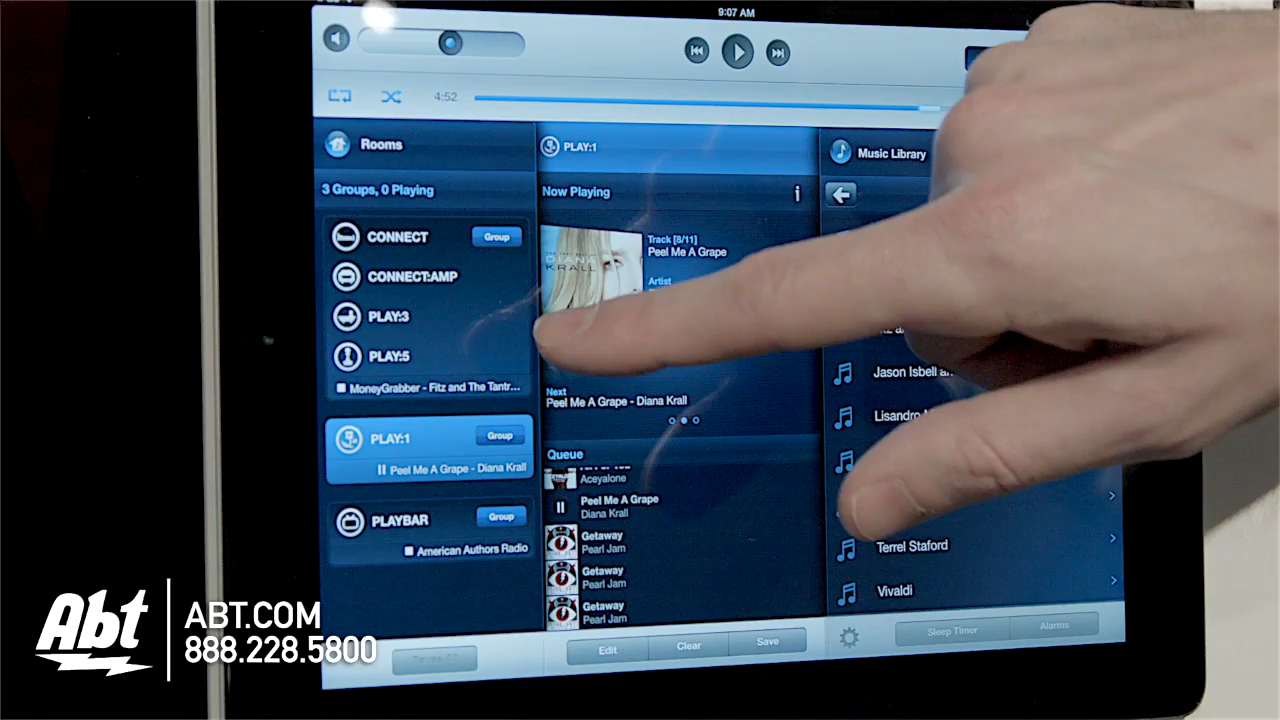 9:07 AM
4:52
Rooms
3 Groups, 0 Playing
CONNECT
Group
CONNECT:AMP
PLAY:3
PLAY:5
MoneyGrabber - Fitz and The Tantr...
PLAY:1
Group
Peel Me A Grape - Diana Krall
PLAYBAR
Group
American Authors Radio
PLAY:1
Now Playing
i
DIANA
KRALL
Track [8/11]
Peel Me A Grape
Artist
Next
Peel Me A Grape - Diana Krall
Queue
Aceyalone
Peel Me A Grape
Diana Krall
Getaway
Pearl Jam
Getaway
Pearl Jam
Getaway
Pearl Jam
Edit
Clear
Save
Music Library
Jason Isbell
Lisandro
Terrel Staford
Vivaldi
Sleep Timer
Alarms
Abt
ABT.COM
888.228.5800